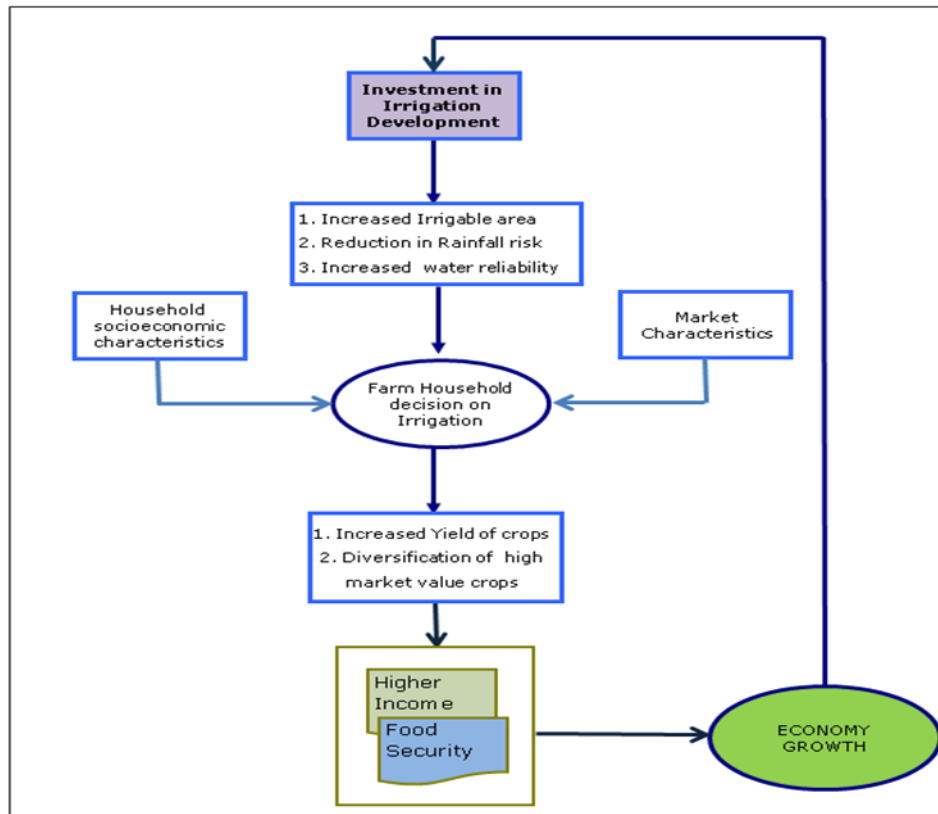 Investment in
Irrigation
Development
1. Increased Irrigable area
2. Reduction in Rainfall risk
3. Increased water reliability
Household
socioeconomic
characteristics
Market
Characteristics
Farm Household
decision on
Irrigation
1. Increased Yield of crops
2. Diversification of high
market value crops
Higher
Income
Food
Security
ECONOMY
GROWTH